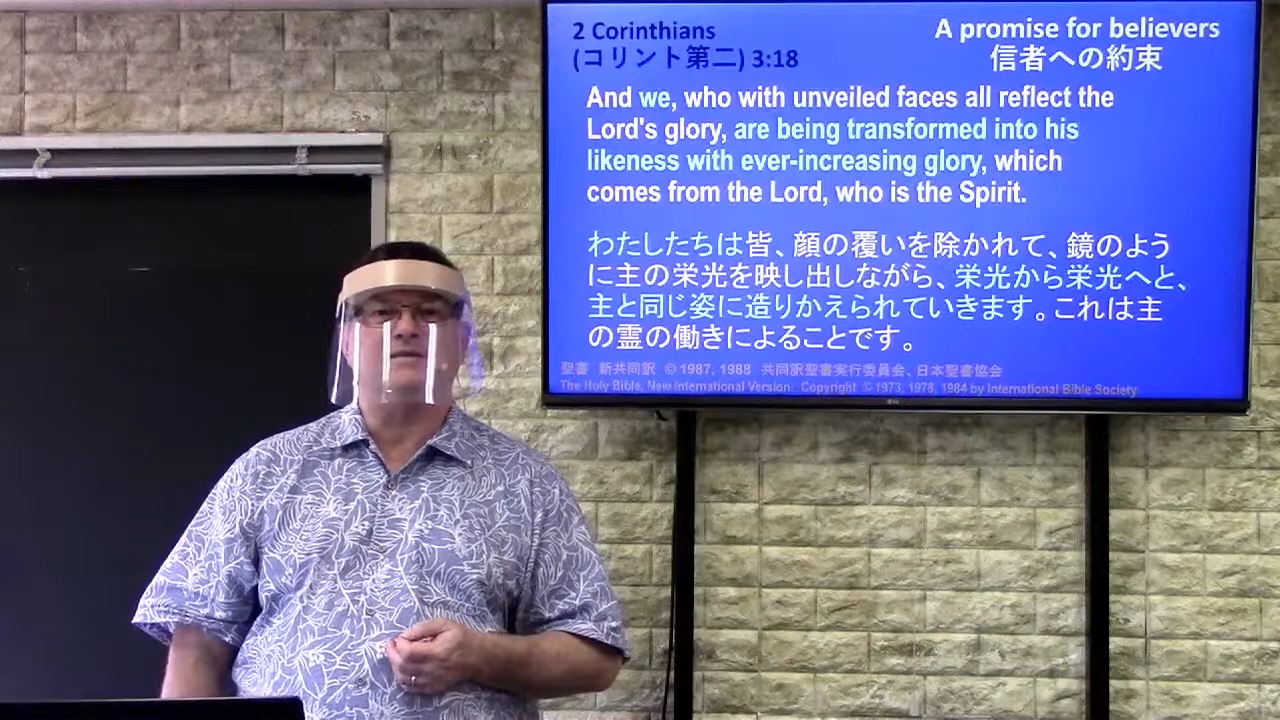 2 Corinthians
(コリント第二) 3:18
A promise for believers
信者への約束
And we, who with unveiled faces all reflect the
Lord's glory, are being transformed into his
likeness with ever-increasing glory, which
comes from the Lord, who is the Spirit.
わたしたちは皆、顔の覆いを除かれて、鏡のよう
に主の栄光を映し出しながら、栄光から栄光へと、
主と同じ姿に造りかえられていきます。これは主
の霊の働きによることです。
聖書 新共同訳 © 1987, 1988 共同訳聖書実行委員会、日本聖書協会
The Holy Bible, New International Version: Copyright © 1973, 1978, 1984 by International Bible Society
LG